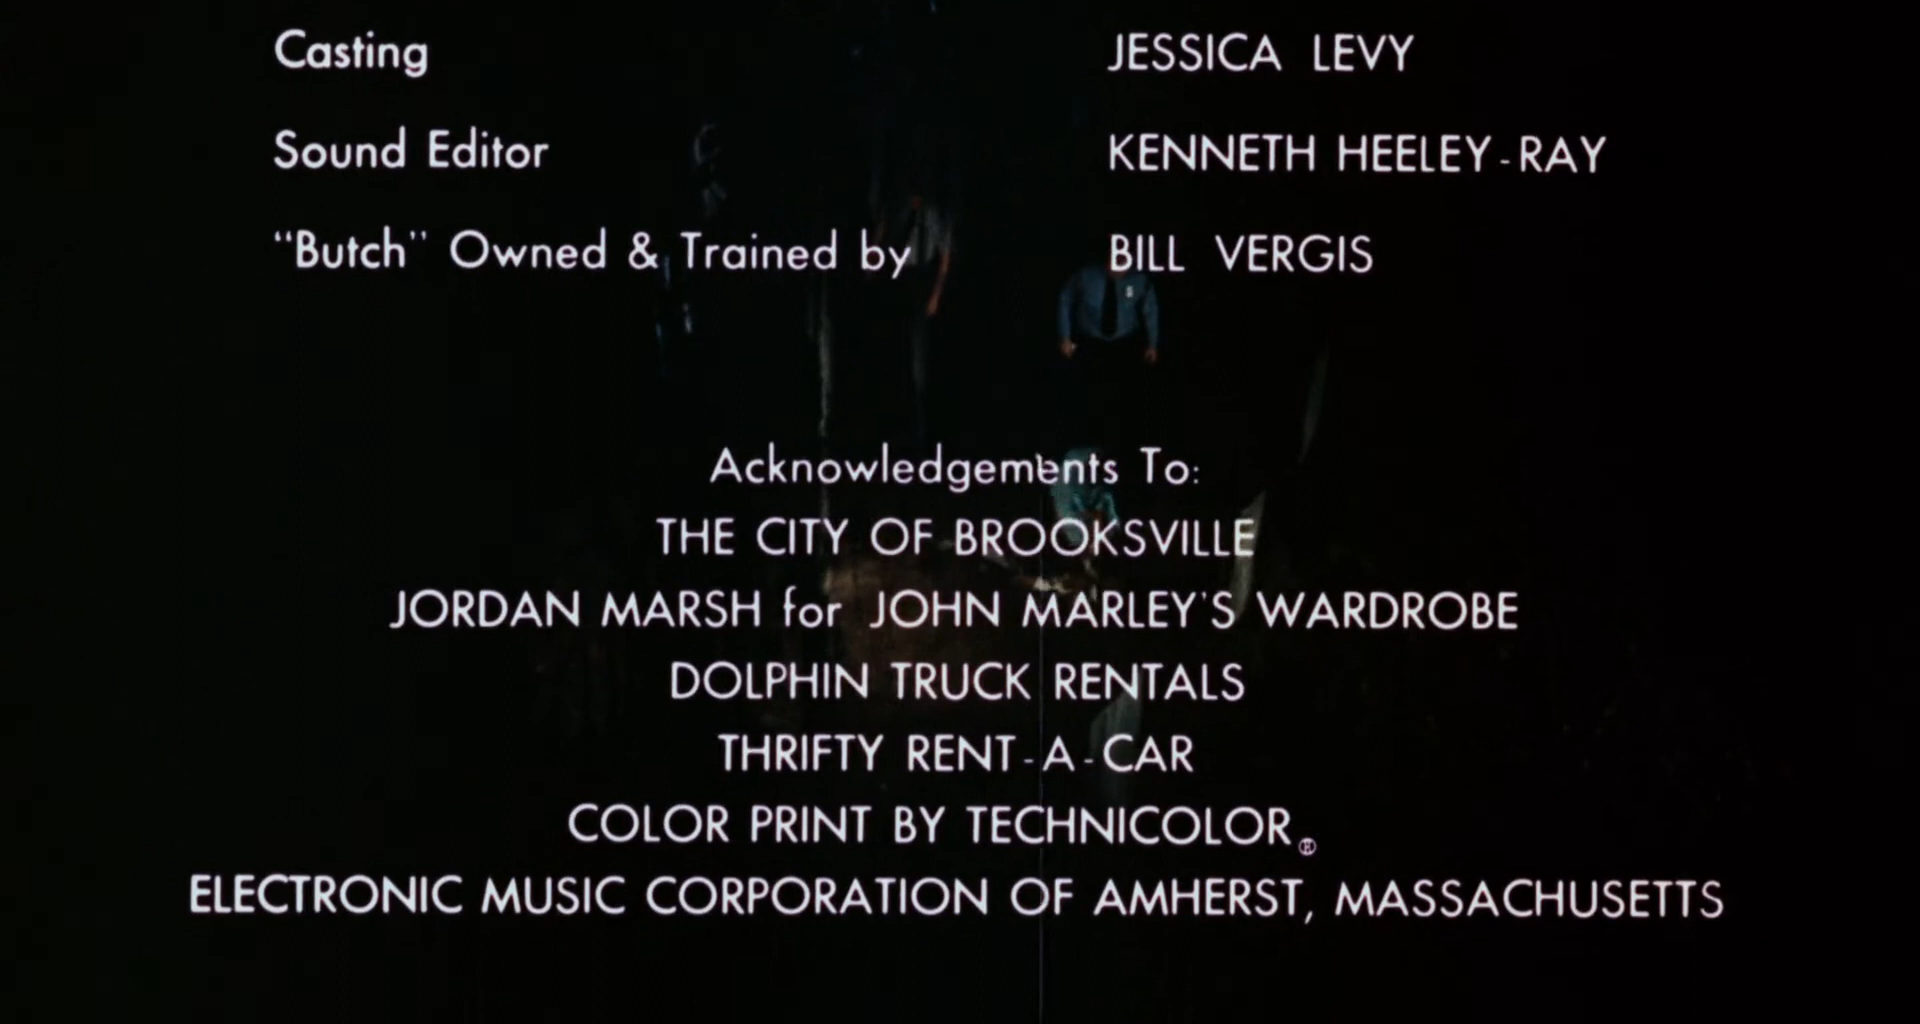 Casting JESSICA LEVY
Sound Editor KENNETH HEELEY-RAY
"Butch" Owned & Trained by BILL VERGIS
Acknowledgements To:
THE CITY OF BROOKSVILLE
JORDAN MARSH for JOHN MARLEY'S WARDROBE
DOLPHIN TRUCK RENTALS
THRIFTY RENT-A-CAR
COLOR PRINT BY TECHNICOLOR®
ELECTRONIC MUSIC CORPORATION OF AMHERST, MASSACHUSETTS